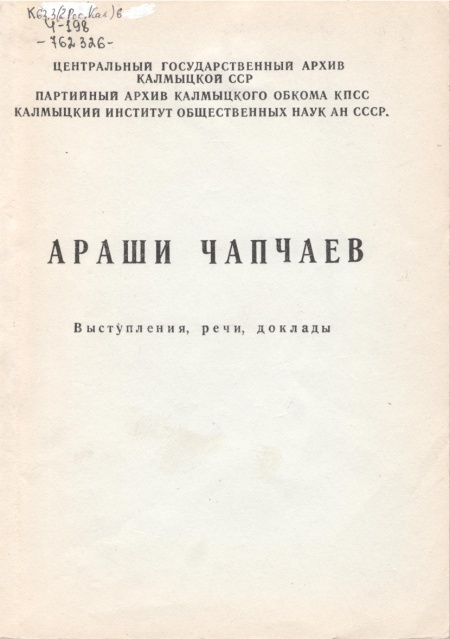 К63.3(2Рос.Калм)6
Ч-198
-762326-
ЦЕНТРАЛЬНЫЙ ГОСУДАРСТВЕННЫЙ АРХИВ
КАЛМЫЦКОЙ ССР
ПАРТИЙНЫЙ АРХИВ КАЛМЫЦКОГО ОБКОМА КПСС
КАЛМЫЦКИЙ ИНСТИТУТ ОБЩЕСТВЕННЫХ НАУК АН СССР.
АРАШИ ЧАПЧАЕВ
Выступления, речи, доклады